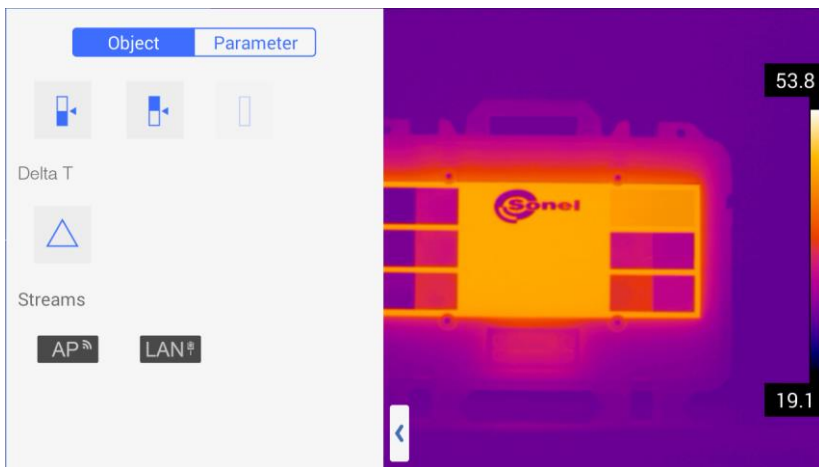 Object Parameter
Delta T
Streams
AP LAN
53.8
Sonel
19.1